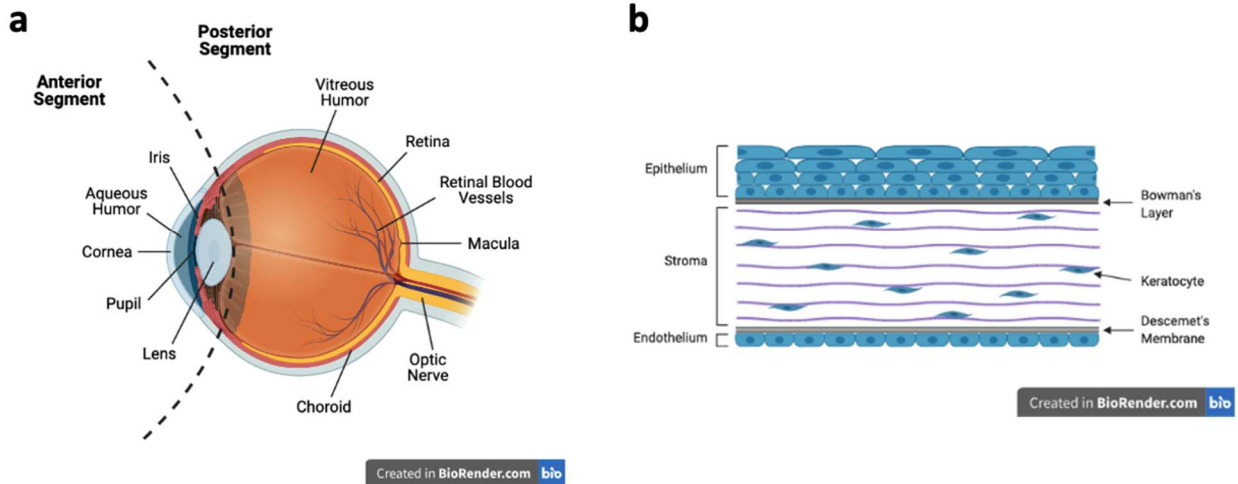 a
Posterior
Segment
Anterior
Segment
Vitreous
Humor
Iris
Retina
Aqueous
Humor
Retinal Blood
Vessels
Cornea
Macula
Pupil
Lens
Optic
Nerve
Choroid
Created in BioRender.com bio
b
Epithelium
Bowman's
Layer
Stroma
Keratocyte
Descemet's
Membrane
Endothelium
Created in BioRender.com bio